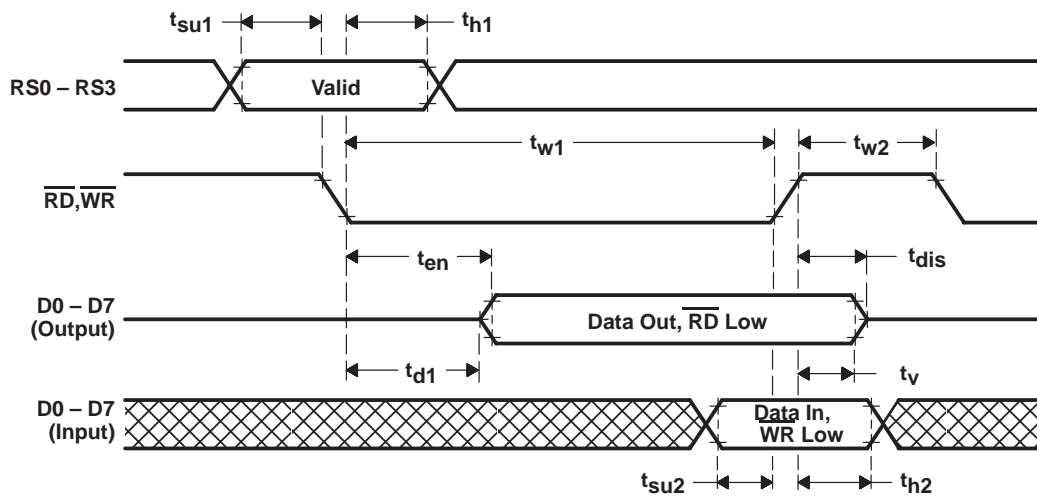 tsu1
th1
RS0 – RS3
Valid
tw1
tw2
RD,WR
ten
tdis
D0 – D7
(Output)
Data Out, RD Low
td1
tv
D0 – D7
(Input)
Data In,
WR Low
tsu2
th2